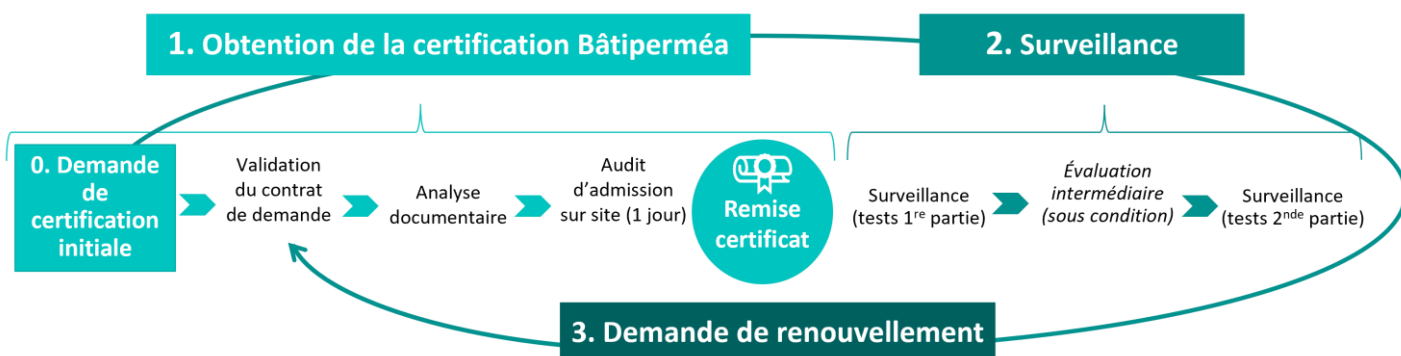 1. Obtention de la certification Bâtiperméa
2. Surveillance
0. Demande
de
certification
initiale
Validation
du contrat
de demande
Analyse
documentaire
Audit
d’admission
sur site (1 jour)
Remise
certificat
Surveillance
(tests 1re partie)
Évaluation
intermédiaire
(sous condition)
Surveillance
(tests 2nde partie)
3. Demande de renouvellement